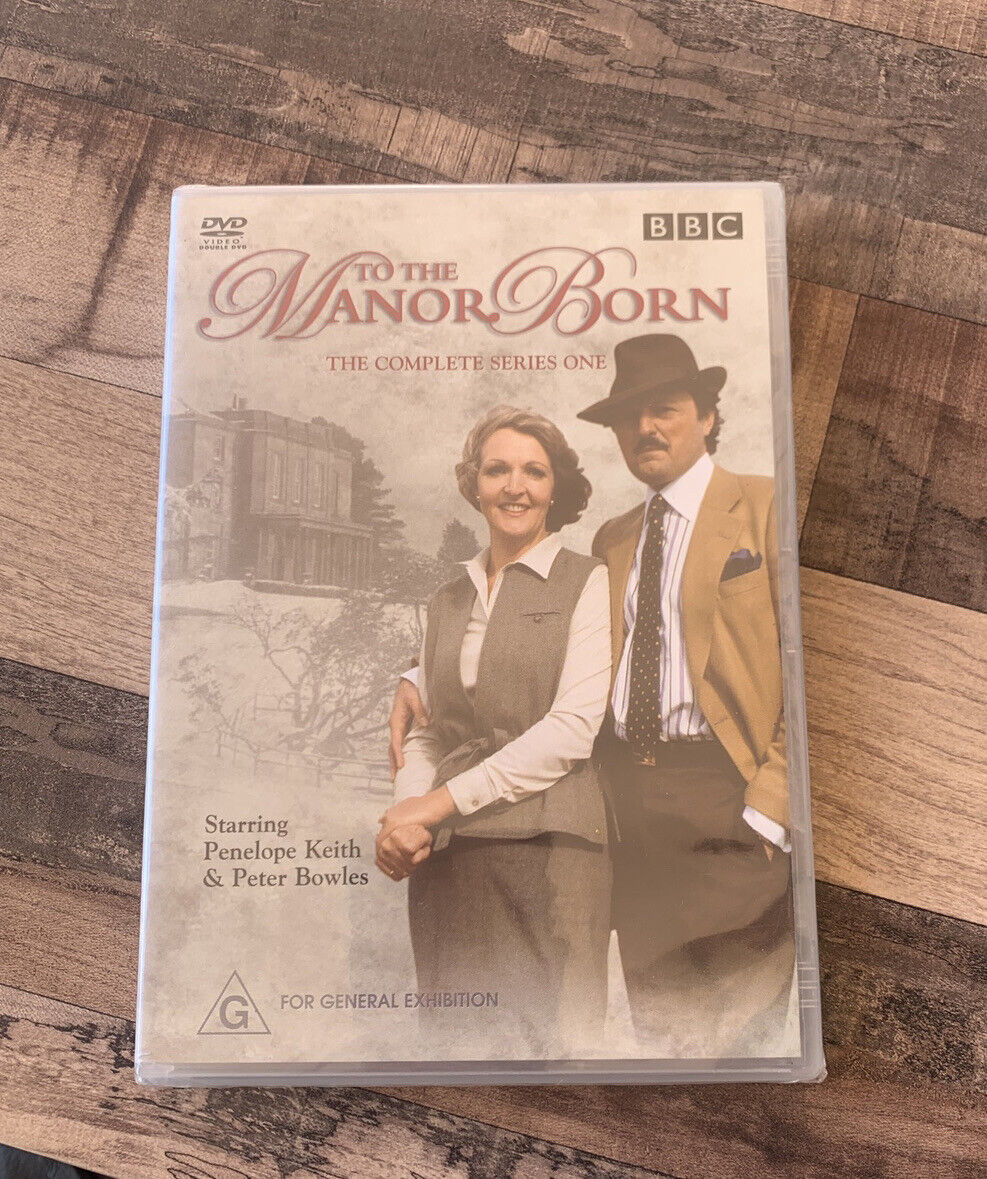 DVD
VIDEO
DOUBLE DVD
BBC
TO THE
MANOR BORN
THE COMPLETE SERIES ONE
Starring
Penelope Keith
& Peter Bowles
G
FOR GENERAL EXHIBITION